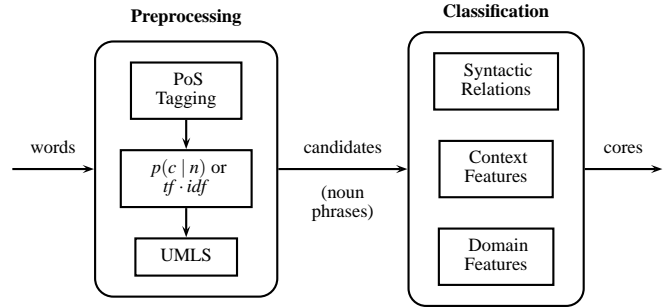 Preprocessing
Classification
words
PoS
Tagging
p(c | n) or
tf · idf
UMLS
candidates
(noun
phrases)
Syntactic
Relations
Context
Features
Domain
Features
cores